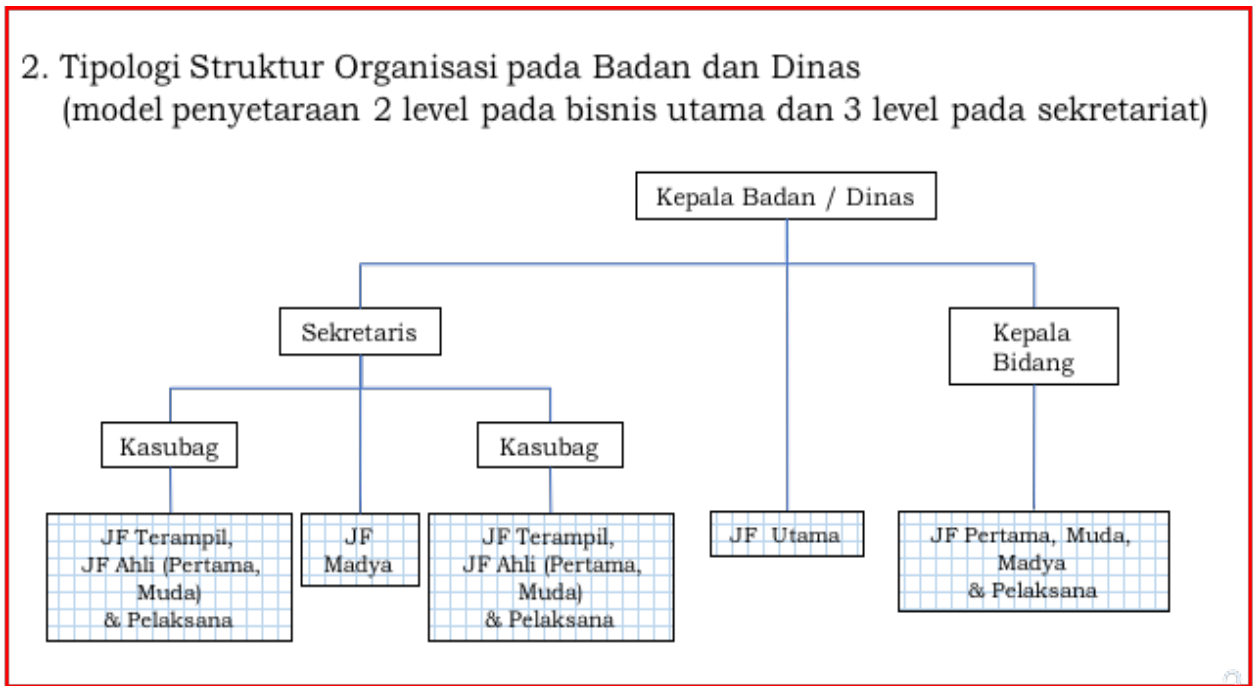 2. Tipologi Struktur Organisasi pada Badan dan Dinas
(model penyetaraan 2 level pada bisnis utama dan 3 level pada sekretariat)
Kepala Badan / Dinas
Sekretaris
Kepala
Bidang
Kasubag
Kasubag
JF Terampil,
JF Ahli (Pertama,
Muda)
& Pelaksana
JF
Madya
JF Terampil,
JF Ahli (Pertama,
Muda)
& Pelaksana
JF Utama
JF Pertama, Muda,
Madya
& Pelaksana